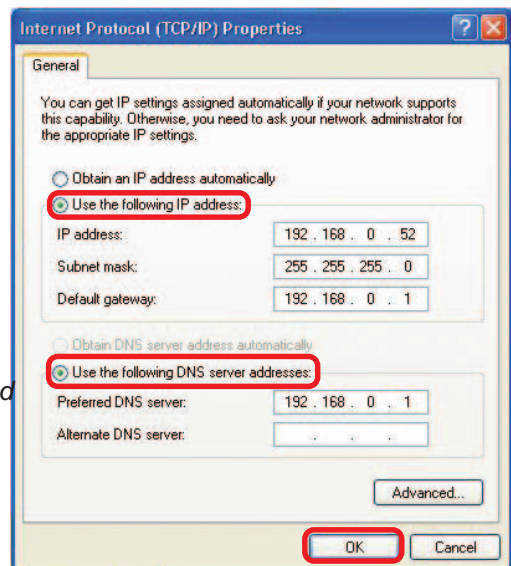 Internet Protocol (TCP/IP) Properties
General
You can get IP settings assigned automatically if your network supports
this capability. Otherwise, you need to ask your network administrator for
the appropriate IP settings.
Obtain an IP address automatically
Use the following IP address:
IP address: 192 . 168 . 0 . 52
Subnet mask: 255 . 255 . 255 . 0
Default gateway: 192 . 168 . 0 . 1
Obtain DNS server address automatically
Use the following DNS server addresses:
d
Preferred DNS server: 192 . 168 . 0 . 1
Alternate DNS server: . . .
Advanced...
OK Cancel